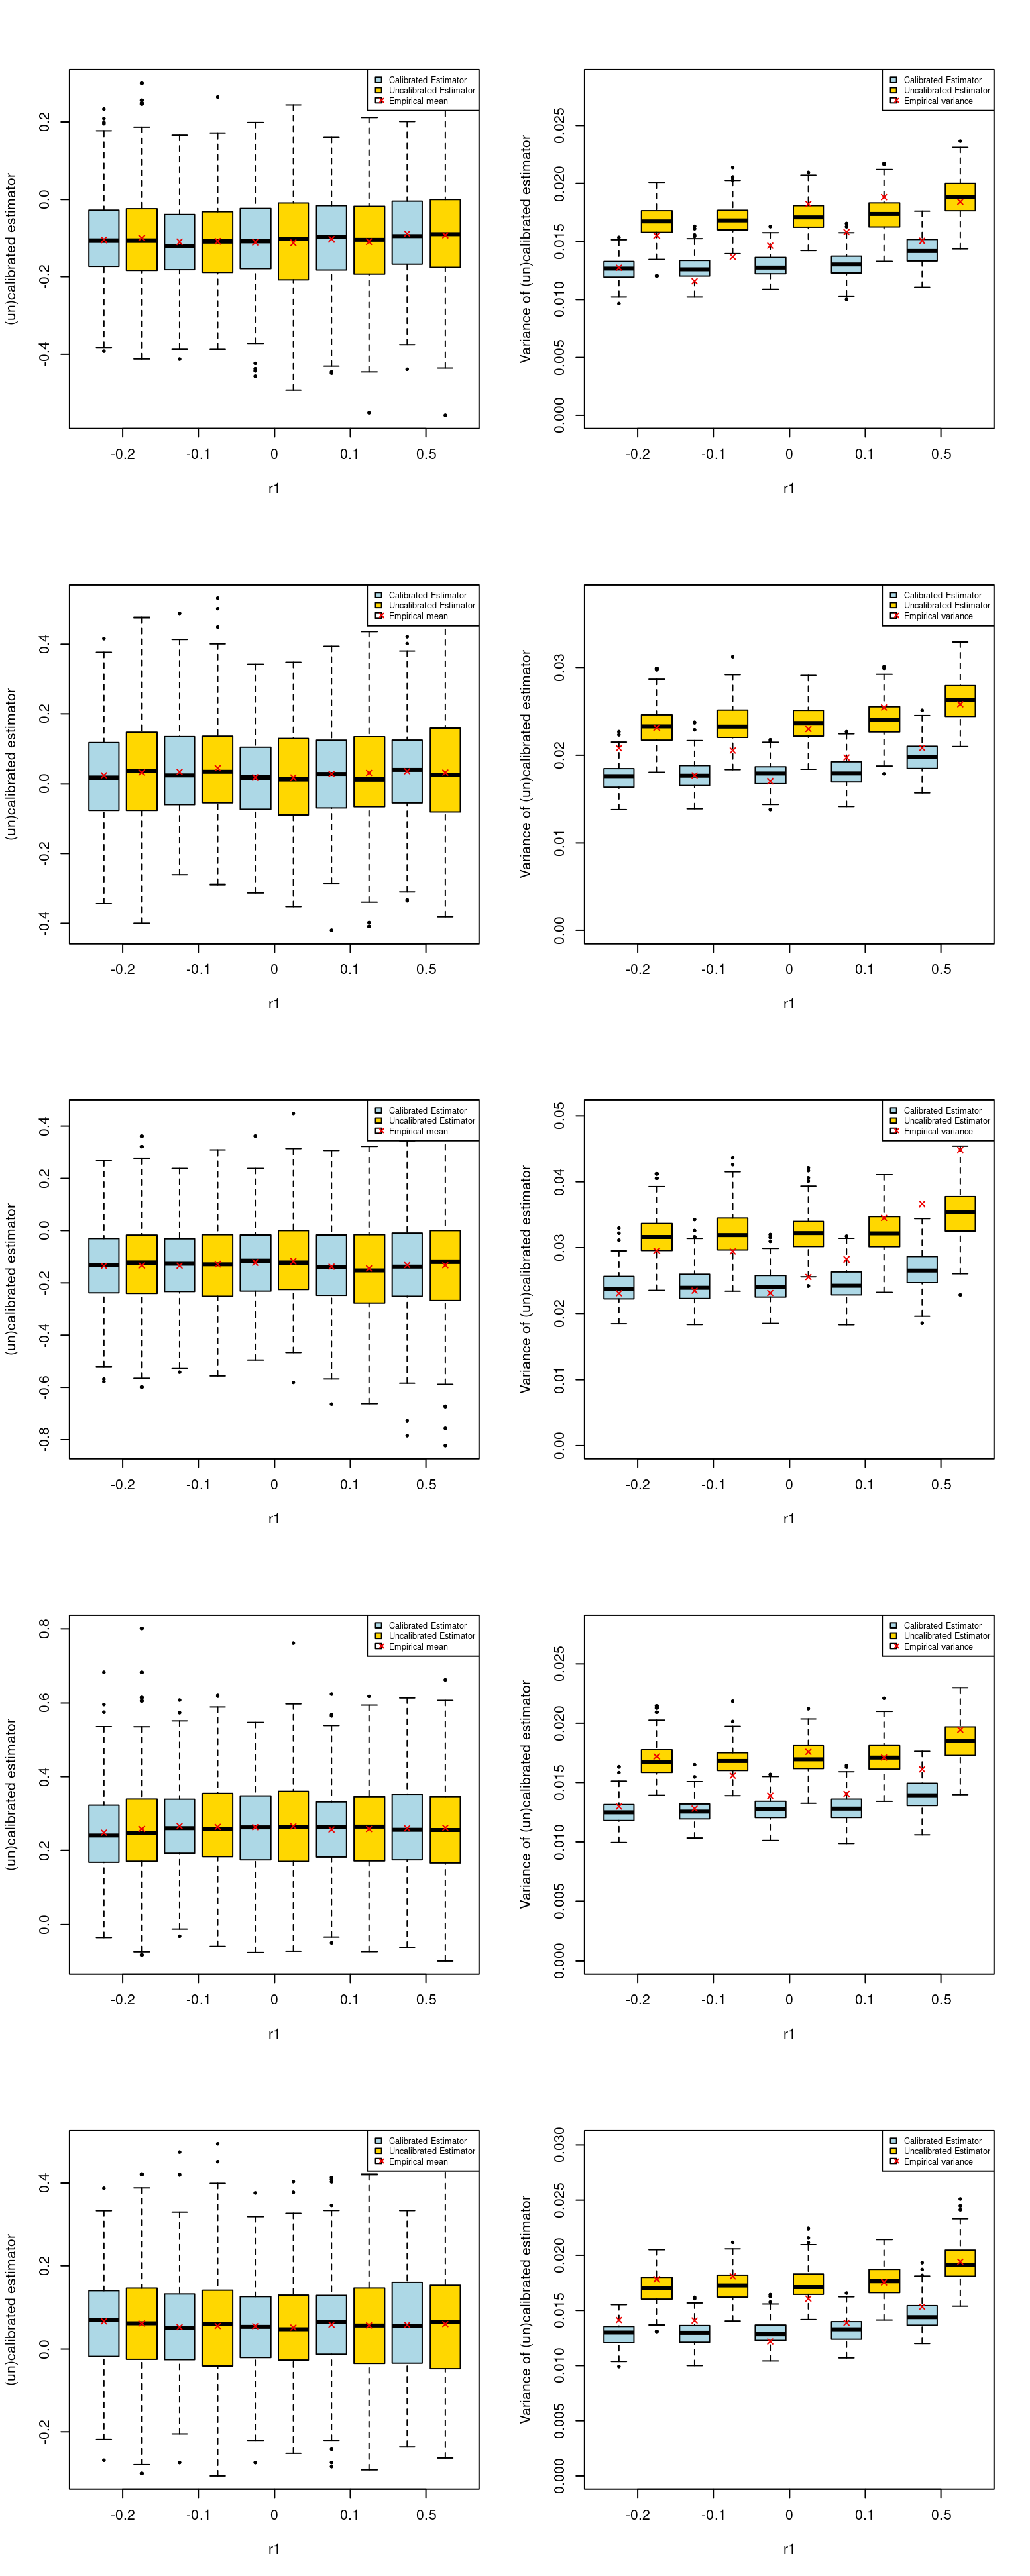 Calibrated Estimator
Uncalibrated Estimator
Empirical mean
(un)calibrated estimator
0.2
0.0
-0.2
-0.4
-0.2 -0.1 0 0.1 0.5
r1
Calibrated Estimator
Uncalibrated Estimator
Empirical variance
Variance of (un)calibrated estimator
0.025
0.020
0.015
0.010
0.005
0.000
-0.2 -0.1 0 0.1 0.5
r1
Calibrated Estimator
Uncalibrated Estimator
Empirical mean
(un)calibrated estimator
0.4
0.2
0.0
-0.2
-0.4
-0.2 -0.1 0 0.1 0.5
r1
Calibrated Estimator
Uncalibrated Estimator
Empirical variance
Variance of (un)calibrated estimator
0.03
0.02
0.01
0.00
-0.2 -0.1 0 0.1 0.5
r1
Calibrated Estimator
Uncalibrated Estimator
Empirical mean
(un)calibrated estimator
0.4
0.2
0.0
-0.2
-0.4
-0.6
-0.8
-0.2 -0.1 0 0.1 0.5
r1
Calibrated Estimator
Uncalibrated Estimator
Empirical variance
Variance of (un)calibrated estimator
0.05
0.04
0.03
0.02
0.01
0.00
-0.2 -0.1 0 0.1 0.5
r1
Calibrated Estimator
Uncalibrated Estimator
Empirical mean
(un)calibrated estimator
0.8
0.6
0.4
0.2
0.0
-0.2 -0.1 0 0.1 0.5
r1
Calibrated Estimator
Uncalibrated Estimator
Empirical variance
Variance of (un)calibrated estimator
0.025
0.020
0.015
0.010
0.005
0.000
-0.2 -0.1 0 0.1 0.5
r1
Calibrated Estimator
Uncalibrated Estimator
Empirical mean
(un)calibrated estimator
0.4
0.2
0.0
-0.2
-0.2 -0.1 0 0.1 0.5
r1
Calibrated Estimator
Uncalibrated Estimator
Empirical variance
Variance of (un)calibrated estimator
0.030
0.025
0.020
0.015
0.010
0.005
0.000
-0.2 -0.1 0 0.1 0.5
r1